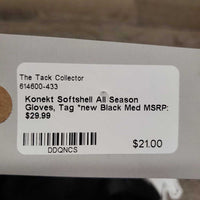 The Tack Collector
614600-433
Konekt Softshell All Season
Gloves, Tag *new Black Med MSRP:
$29.99
$21.00
DDQNCS